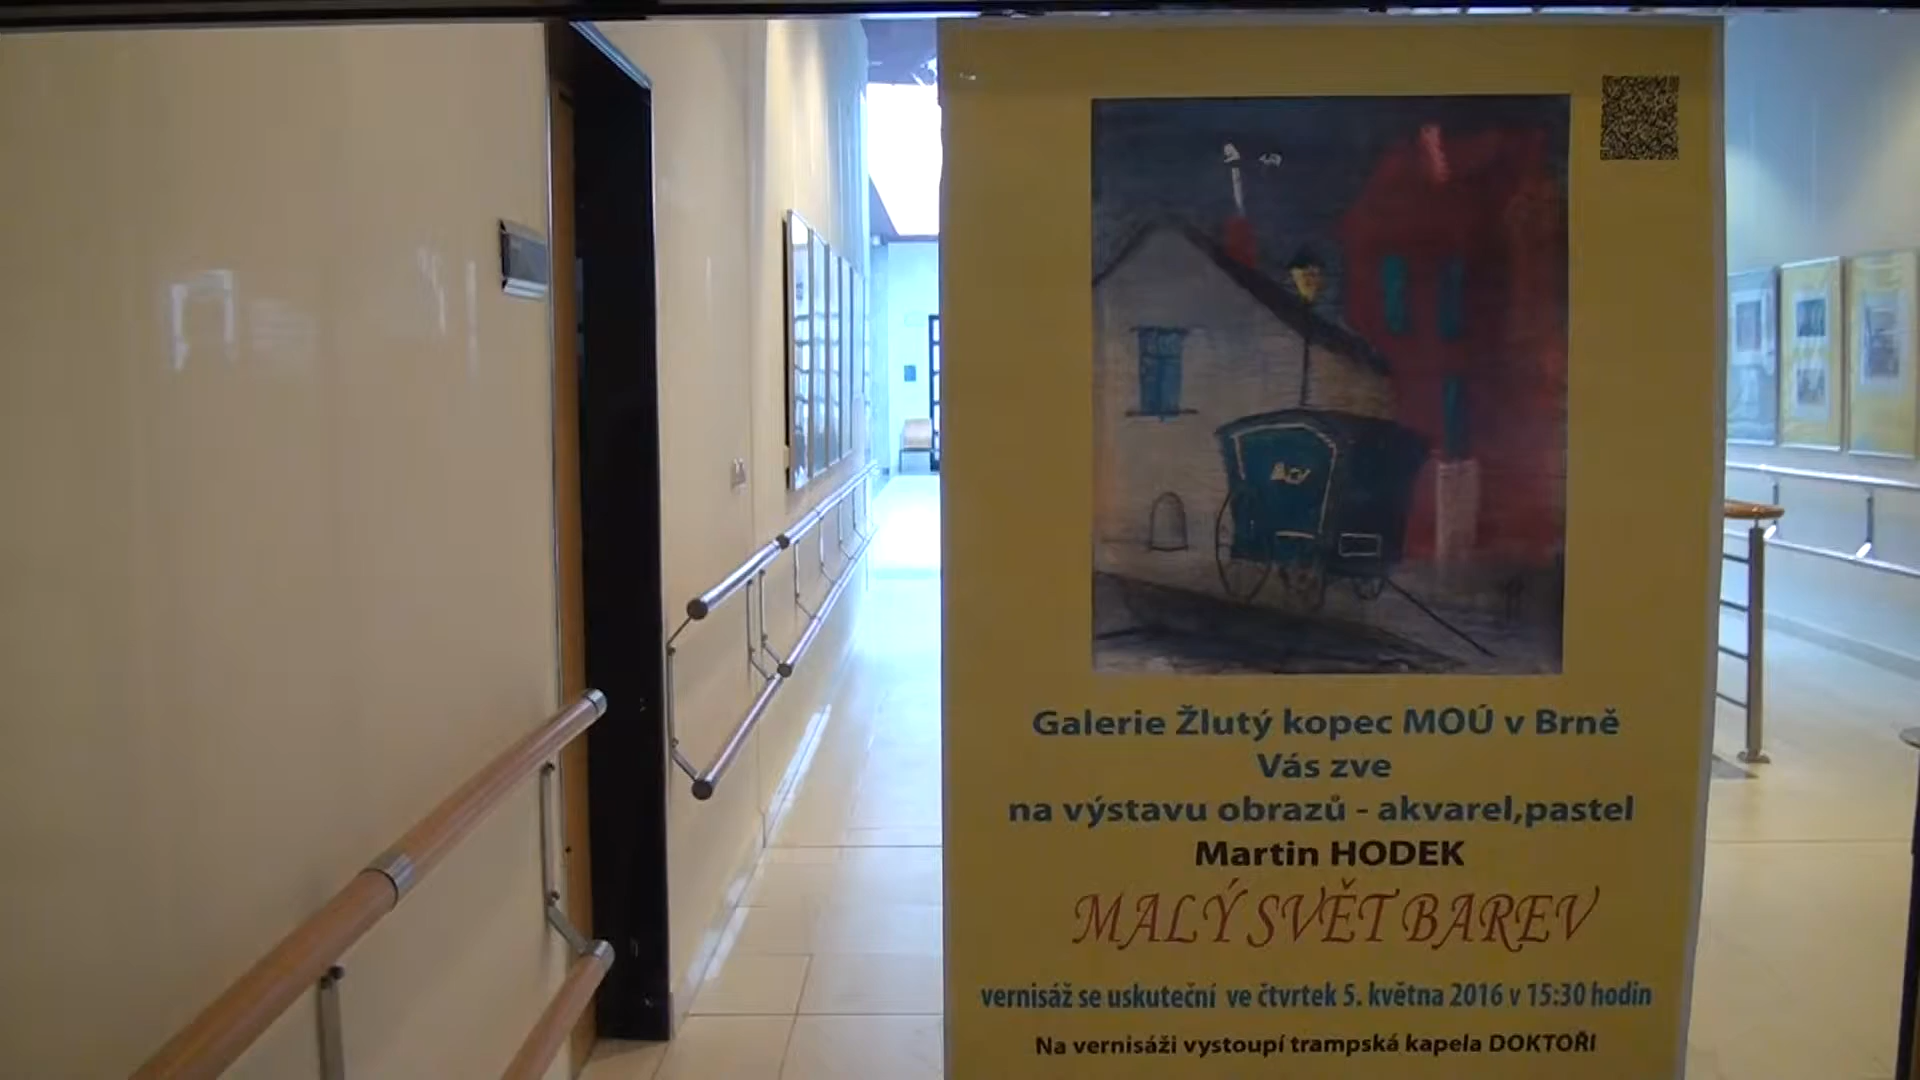 Galerie Žlutý kopec MOÚ v Brně
Vás zve
na výstavu obrazů - akvarel,pastel
Martin HODEK
MALÝ SVĚT BAREV
vernisáž se uskuteční ve čtvrtek 5. května 2016 v 15:30 hodin
Na vernisáži vystoupí trampská kapela DOKTOŘI